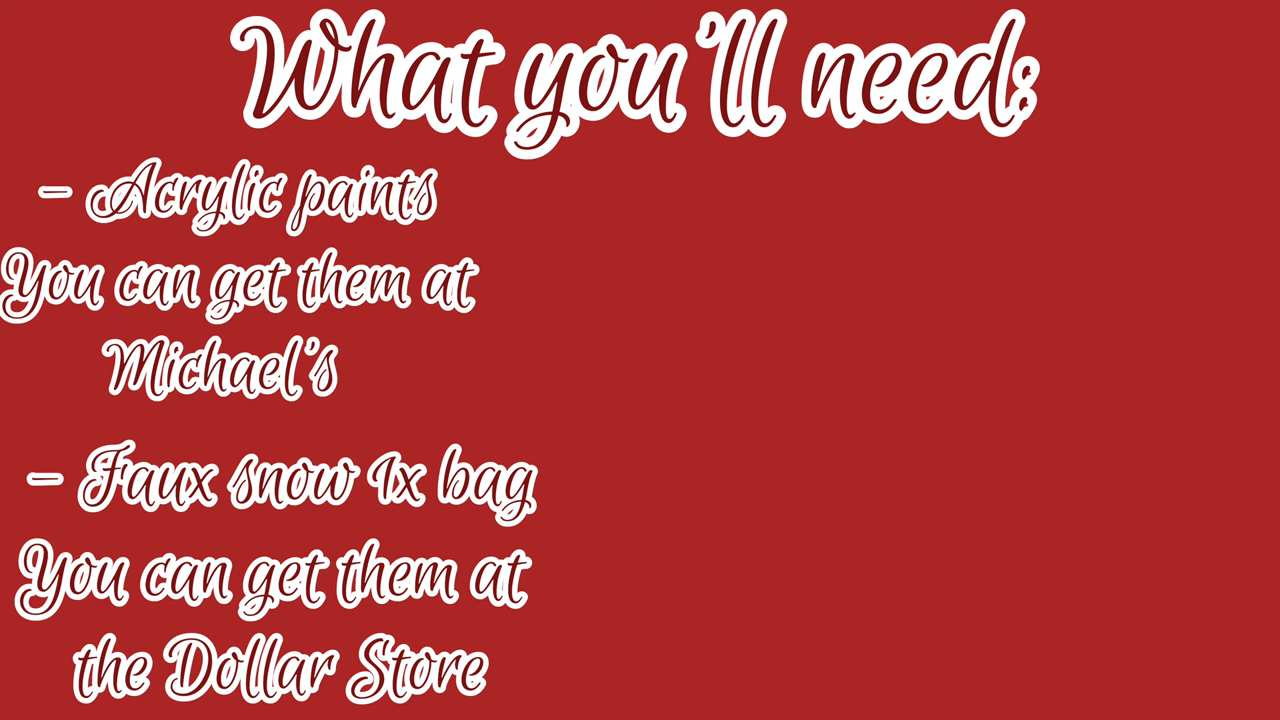 What you'll need:
- Acrylic paints
You can get them at
Michael's
- Faux snow 1x bag
You can get them at
the Dollar Store